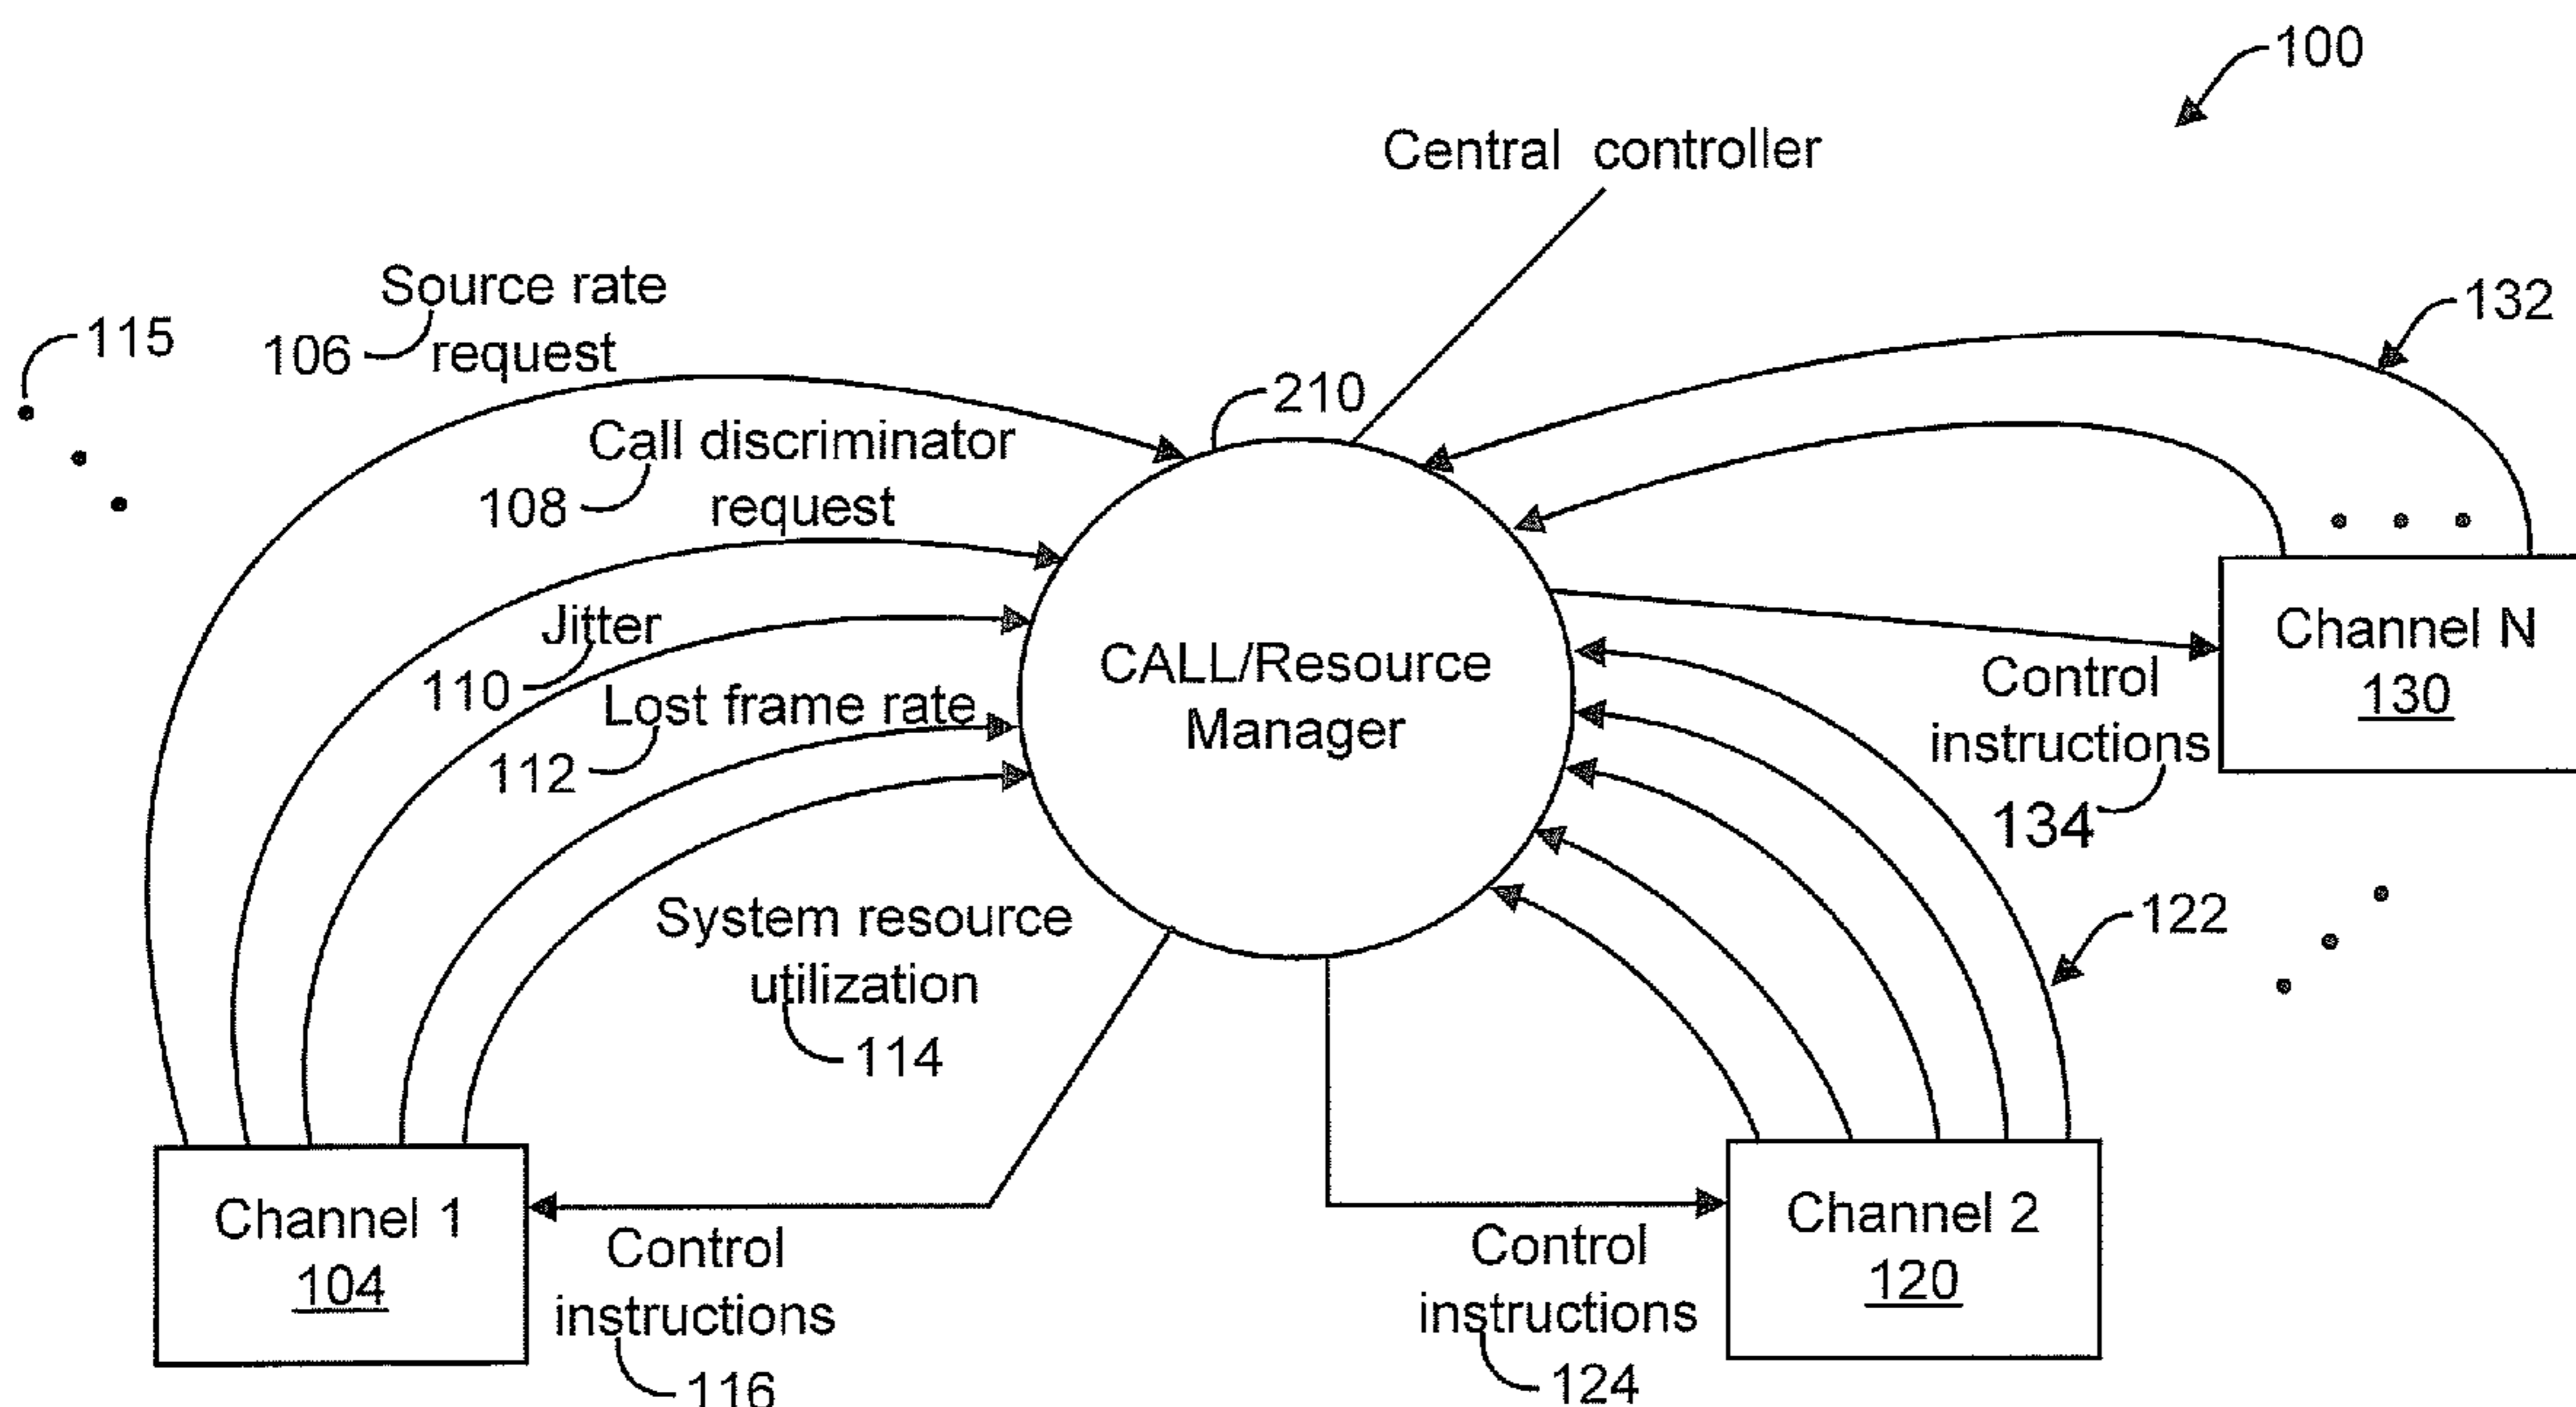 100
Central controller
Source rate
request
106
115
132
210
Call discriminator
request
108
Jitter
110
Lost frame rate
112
CALL/Resource
Manager
Channel N
130
Control
instructions
134
System resource
utilization
114
122
Channel 1
104
Control
instructions
116
Channel 2
120
Control
instructions
124